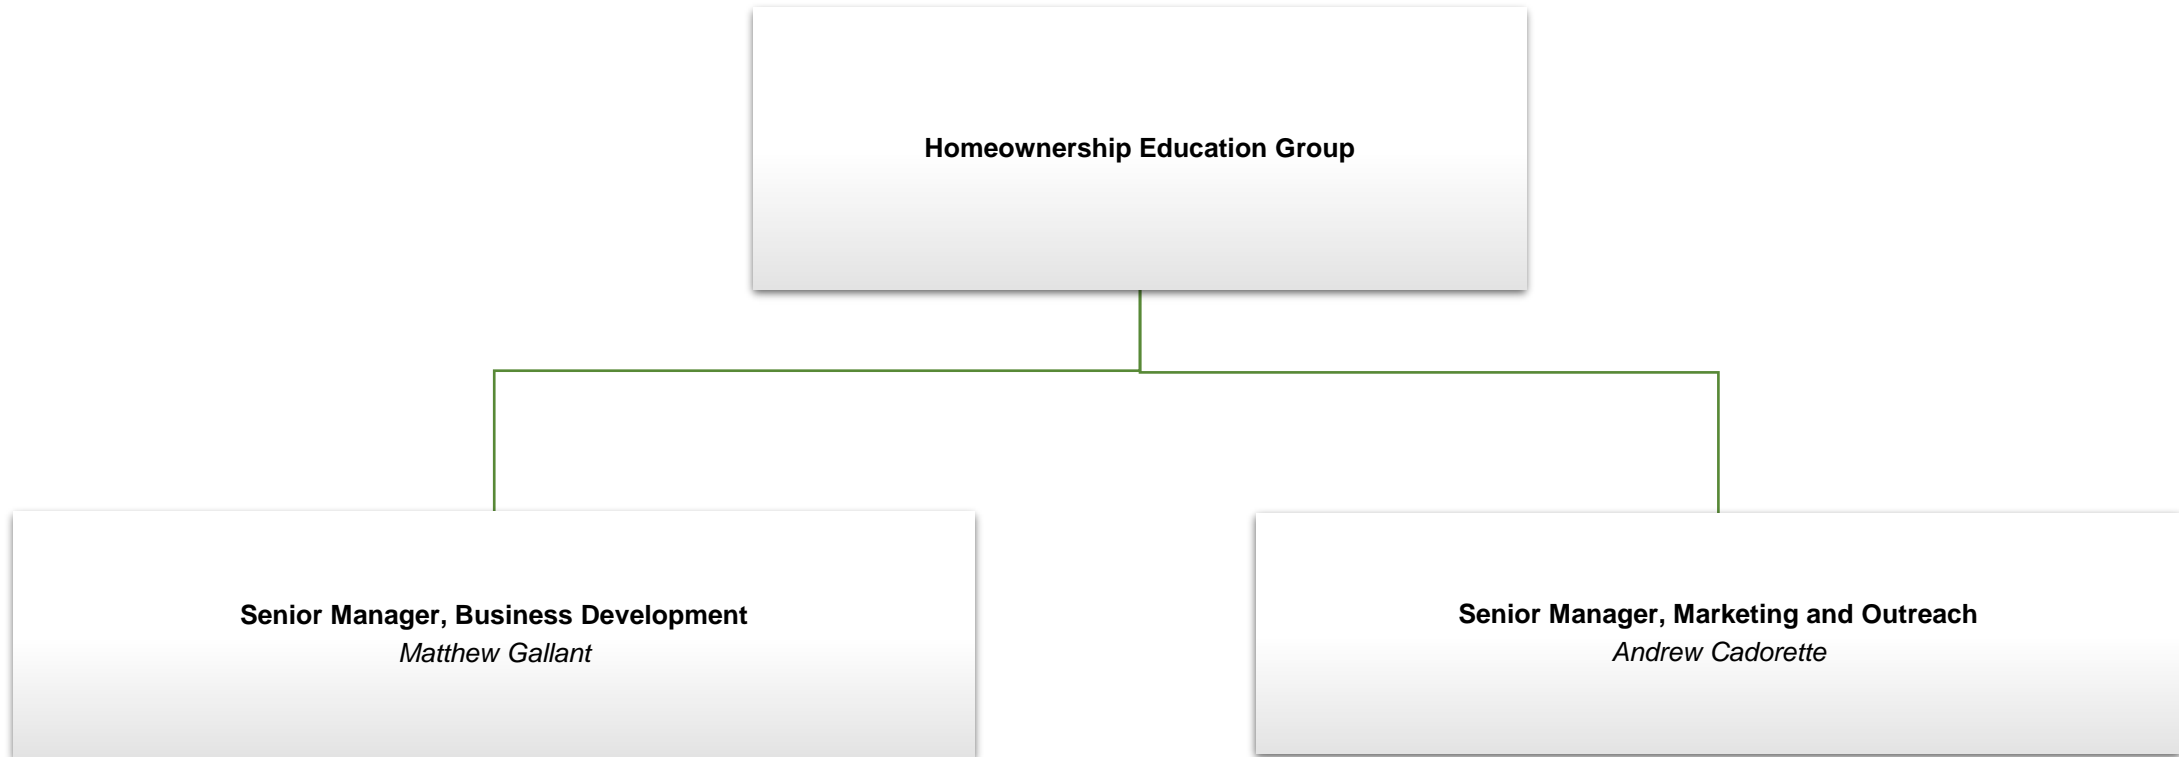 Homeownership Education Group
Senior Manager, Business Development
Matthew Gallant
Senior Manager, Marketing and Outreach
Andrew Cadorette